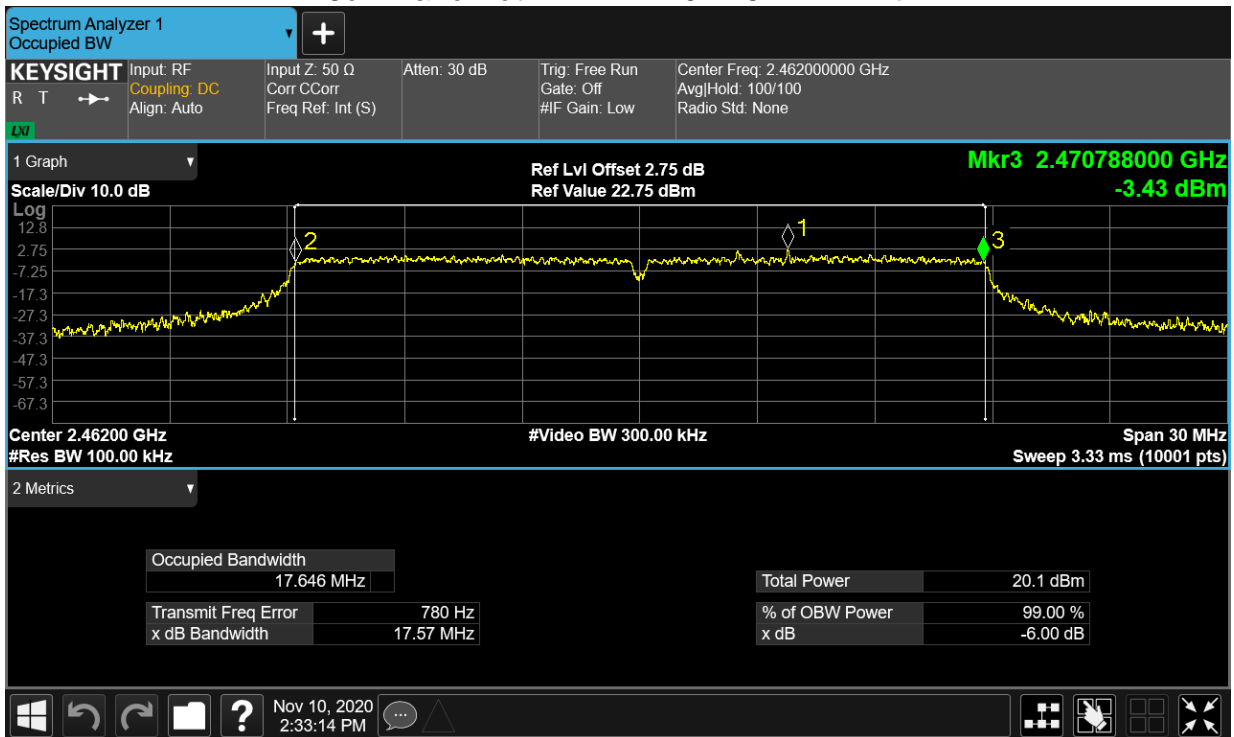 Spectrum Analyzer 1
Occupied BW
+
KEYSIGHT Input: RF Input Z: 50 Ω Atten: 30 dB Trig: Free Run Center Freq: 2.462000000 GHz
R T Coupling: DC Corr CCorr Gate: Off Avg|Hold: 100/100
Align: Auto Freq Ref: Int (S) #IF Gain: Low Radio Std: None
LXI
1 Graph Ref Lvl Offset 2.75 dB Mkr3 2.470788000 GHz
Scale/Div 10.0 dB Ref Value 22.75 dBm -3.43 dBm
Log
12.8
2.75
-7.25
-17.3
-27.3
-37.3
-47.3
-57.3
-67.3
2 1 3
Center 2.46200 GHz #Video BW 300.00 kHz Span 30 MHz
#Res BW 100.00 kHz Sweep 3.33 ms (10001 pts)
2 Metrics
Occupied Bandwidth
17.646 MHz Total Power 20.1 dBm
Transmit Freq Error 780 Hz % of OBW Power 99.00 %
x dB Bandwidth 17.57 MHz x dB -6.00 dB
? Nov 10, 2020
2:33:14 PM